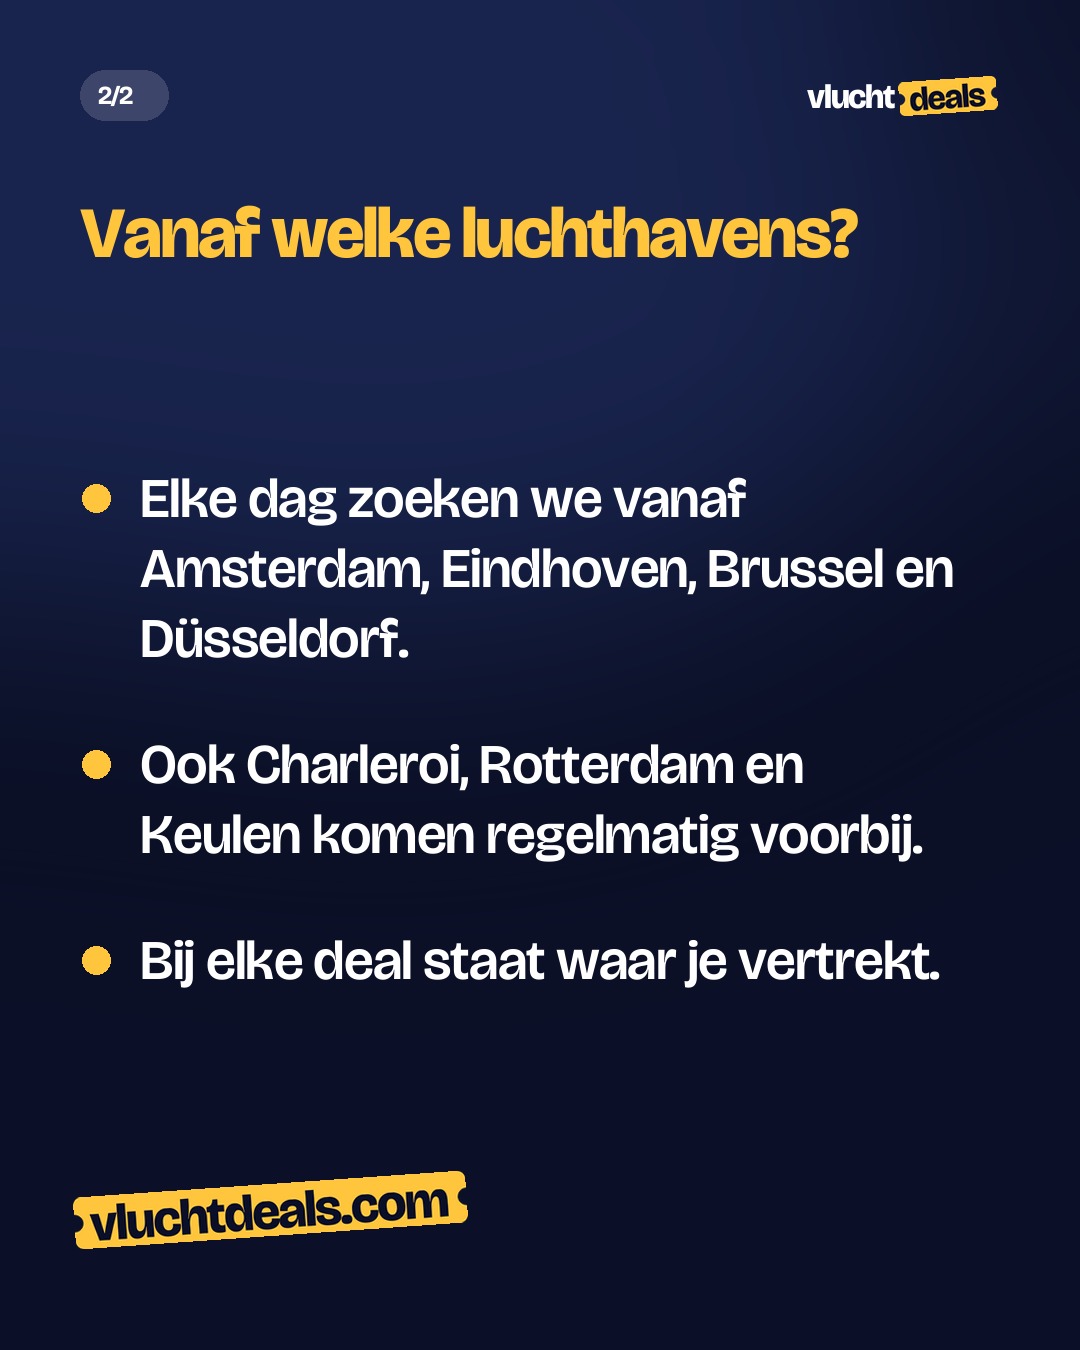 2/2
vlucht deals
Vanaf welke luchthavens?
Elke dag zoeken we vanaf
Amsterdam, Eindhoven, Brussel en
Düsseldorf.
Ook Charleroi, Rotterdam en
Keulen komen regelmatig voorbij.
Bij elke deal staat waar je vertrekt.
vluchtdeals.com